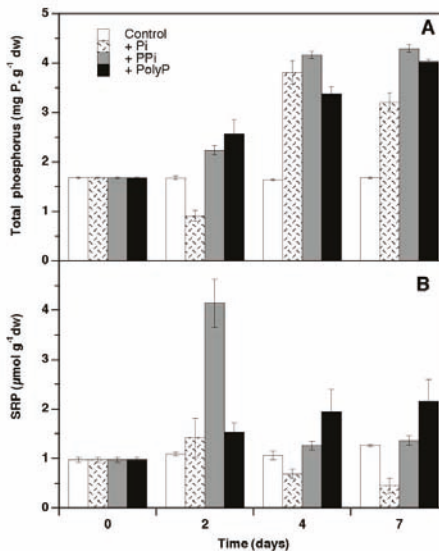 Control
+ Pi
+ PPi
+ PolyP
A
Total phosphorus (mg P. g-1 dw)
5
4
3
2
1
0
B
SRP (µmol g-1 dw)
4
3
2
1
0
0 2 4 7
Time (days)